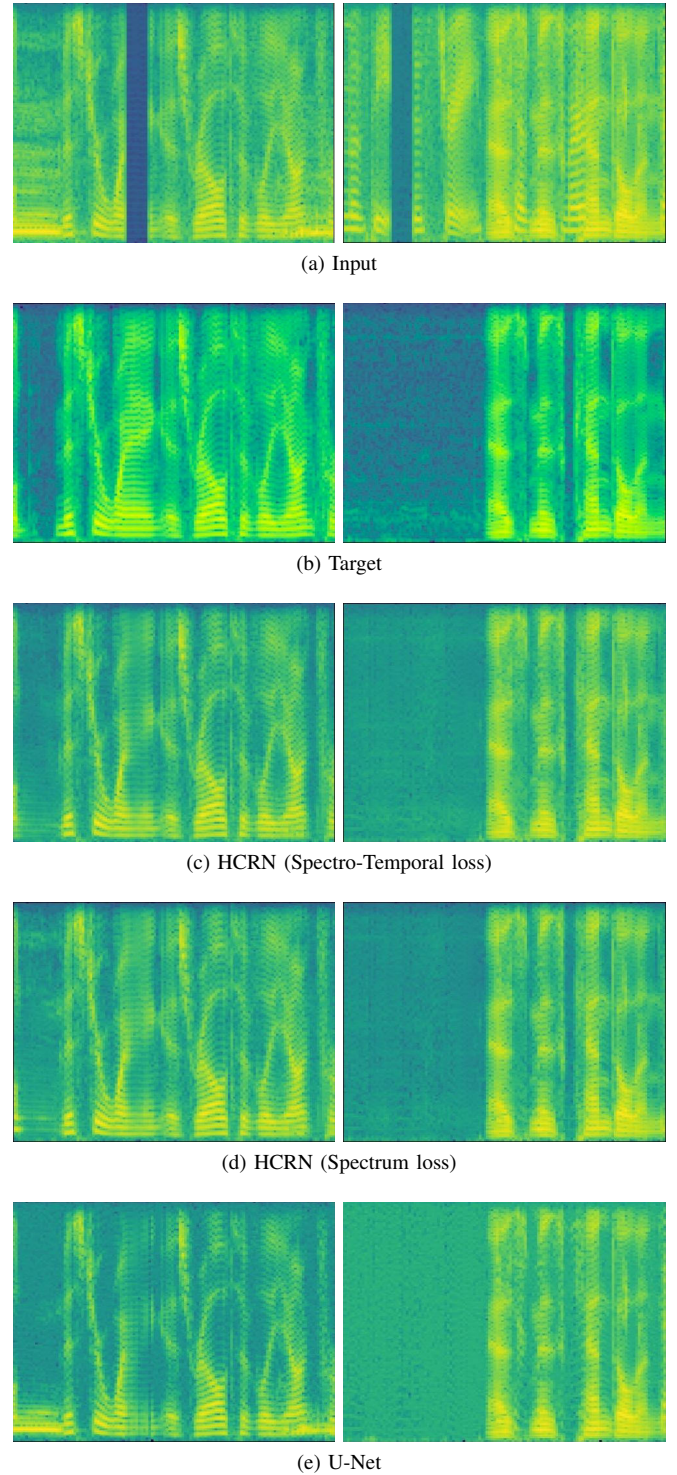 (a) Input
(b) Target
(c) HCRN (Spectro-Temporal loss)
(d) HCRN (Spectrum loss)
(e) U-Net